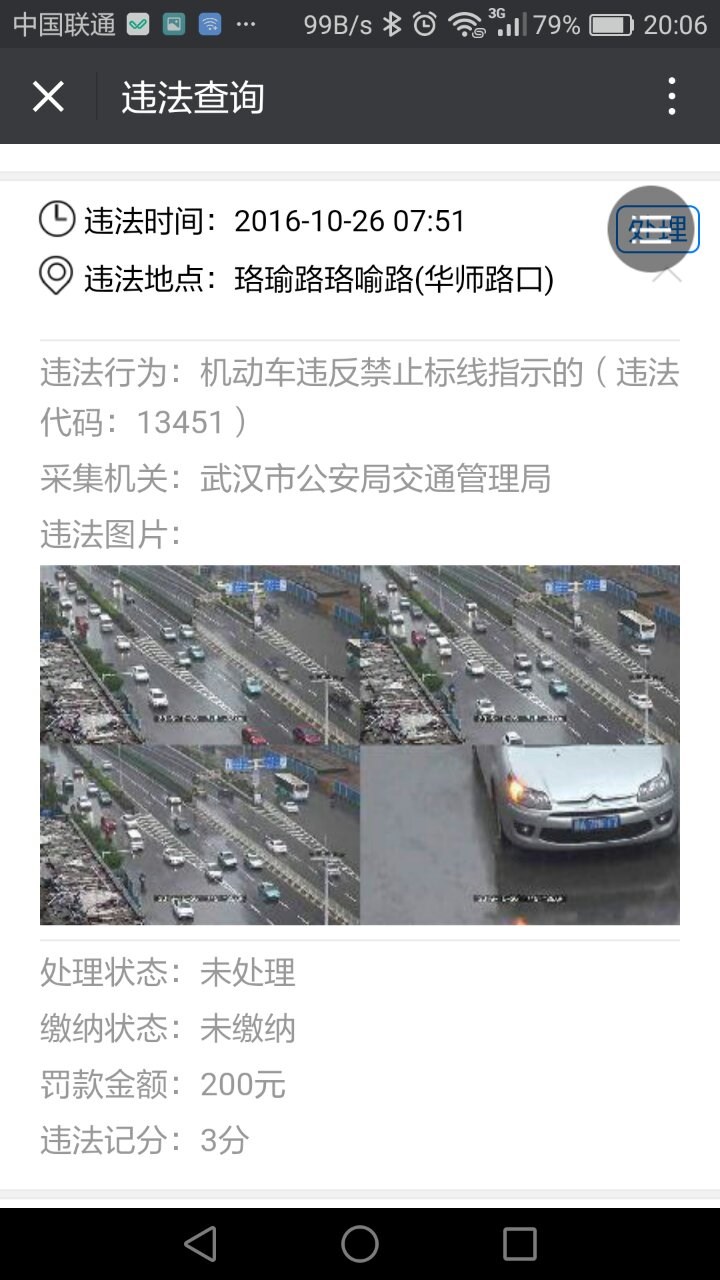 中国联通 99B/s 3G 79% 20:06
违法查询
违法时间：2016-10-26 07:51
处理
违法地点：珞瑜路珞喻路(华师路口)
违法行为：机动车违反禁止标线指示的（违法
代码：13451）
采集机关：武汉市公安局交通管理局
违法图片：
处理状态：未处理
缴纳状态：未缴纳
罚款金额：200元
违法记分：3分